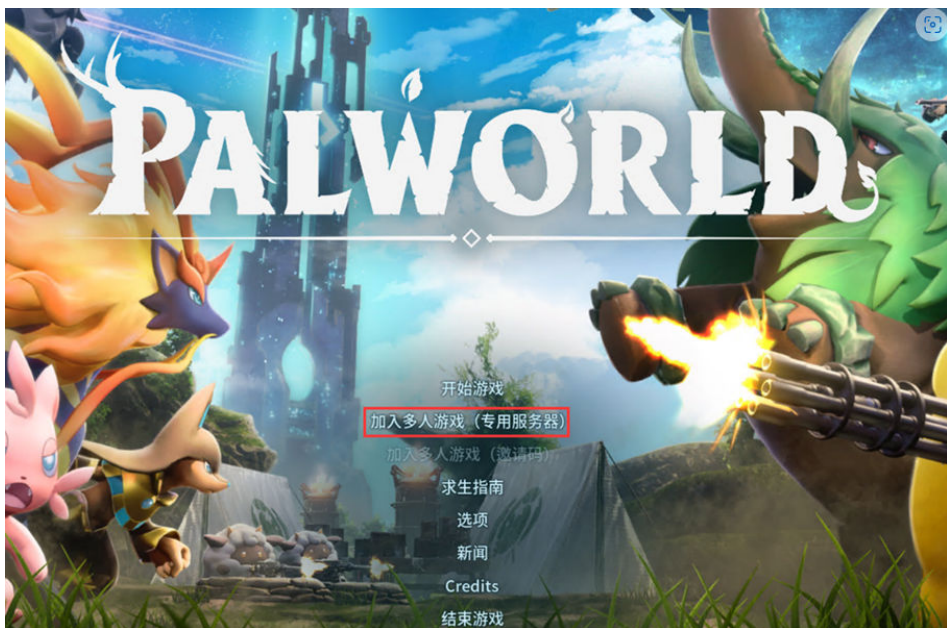 PALWORLD
开始游戏
加入多人游戏（专用服务器）
加入多人游戏（邀请码）
求生指南
选项
新闻
Credits
结束游戏